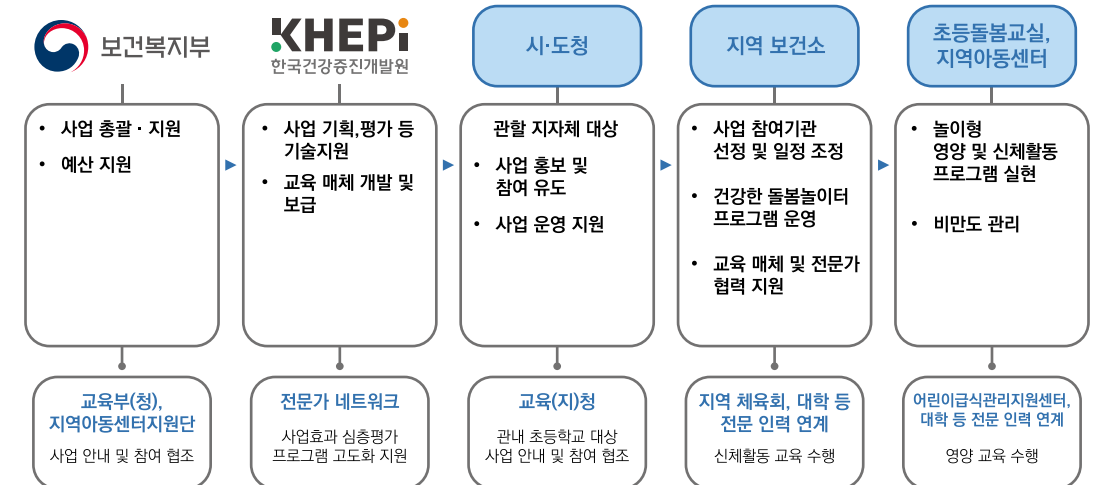 보건복지부
• 사업 총괄 · 지원
• 예산 지원
교육부(청),
지역아동센터지원단
사업 안내 및 참여 협조
KHEPi
한국건강증진개발원
• 사업 기획,평가 등
기술지원
• 교육 매체 개발 및
보급
전문가 네트워크
사업효과 심층평가
프로그램 고도화 지원
시·도청
관할 지자체 대상
• 사업 홍보 및
참여 유도
• 사업 운영 지원
교육(지)청
관내 초등학교 대상
사업 안내 및 참여 협조
지역 보건소
• 사업 참여기관
선정 및 일정 조정
• 건강한 돌봄놀이터
프로그램 운영
• 교육 매체 및 전문가
협력 지원
지역 체육회, 대학 등
전문 인력 연계
신체활동 교육 수행
초등돌봄교실,
지역아동센터
• 놀이형
영양 및 신체활동
프로그램 실현
• 비만도 관리
어린이급식관리지원센터,
대학 등 전문 인력 연계
영양 교육 수행